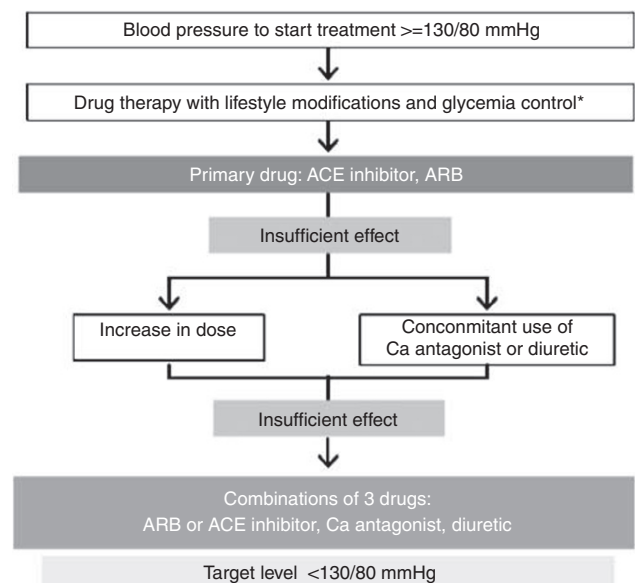 Blood pressure to start treatment >=130/80 mmHg
Drug therapy with lifestyle modifications and glycemia control*
Primary drug: ACE inhibitor, ARB
Insufficient effect
Increase in dose
Conconmitant use of
Ca antagonist or diuretic
Insufficient effect
Combinations of 3 drugs:
ARB or ACE inhibitor, Ca antagonist, diuretic
Target level <130/80 mmHg